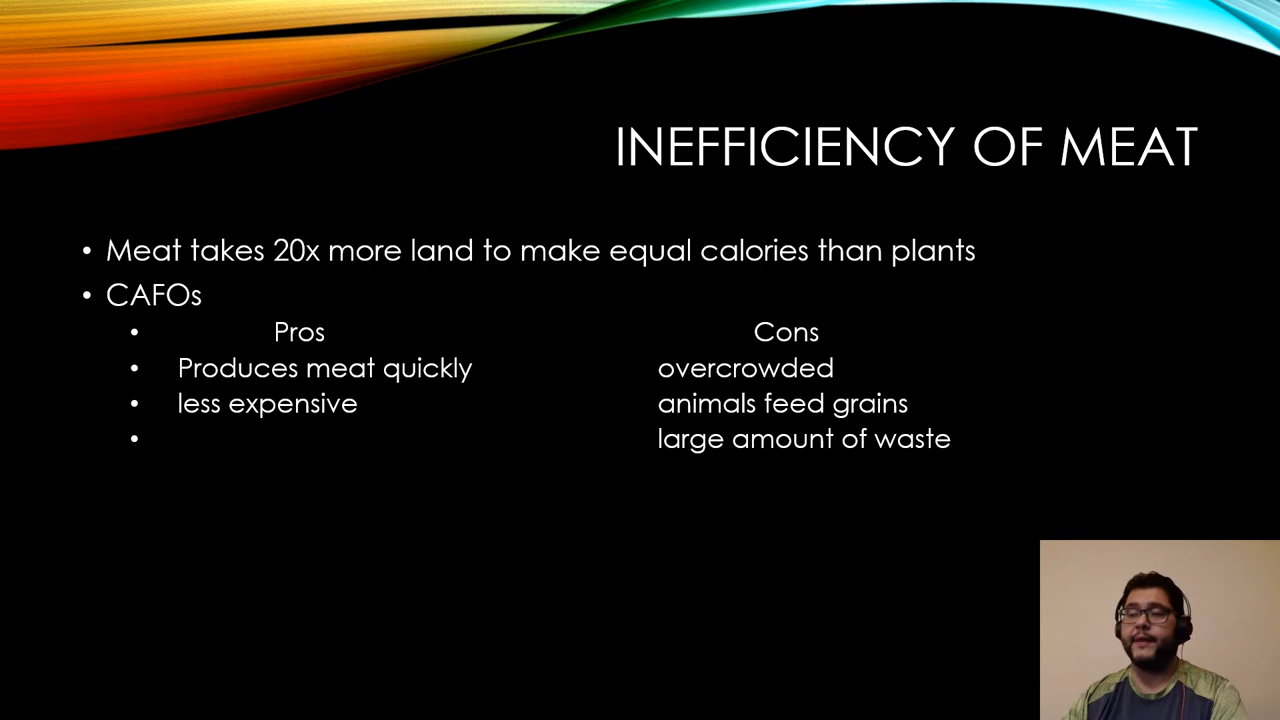 INEFFICIENCY OF MEAT
• Meat takes 20x more land to make equal calories than plants
• CAFOs
• Pros Cons
• Produces meat quickly overcrowded
• less expensive animals feed grains
• large amount of waste